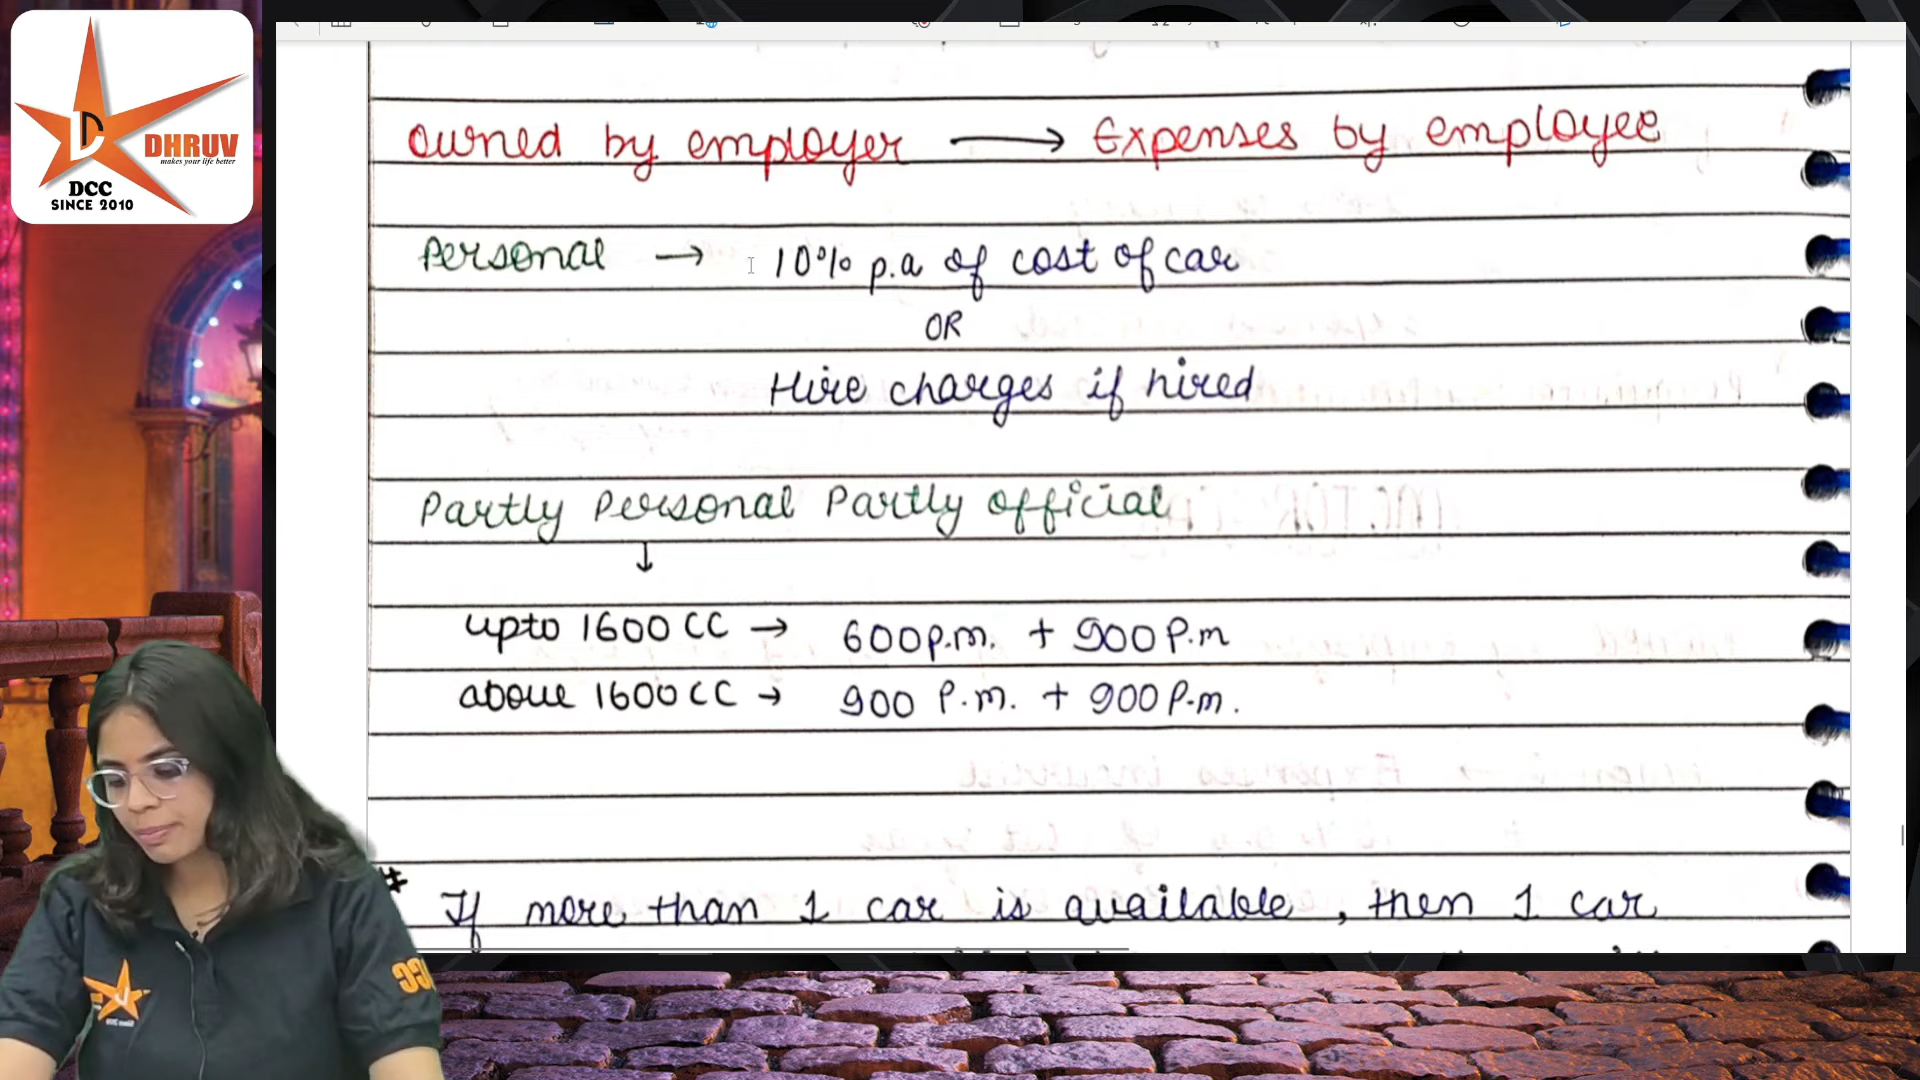 DHRUV
makes your life better
DCC
SINCE 2010
Owned by employer → Expenses by employee
Personal → 10% p.a of cost of car
OR
Hire charges if hired
Partly Personal Partly official
↓
upto 1600 CC → 600 p.m. + 900 P.m
above 1600 CC → 900 P.m. + 900 P.m.
# If more than 1 car is available, then 1 car